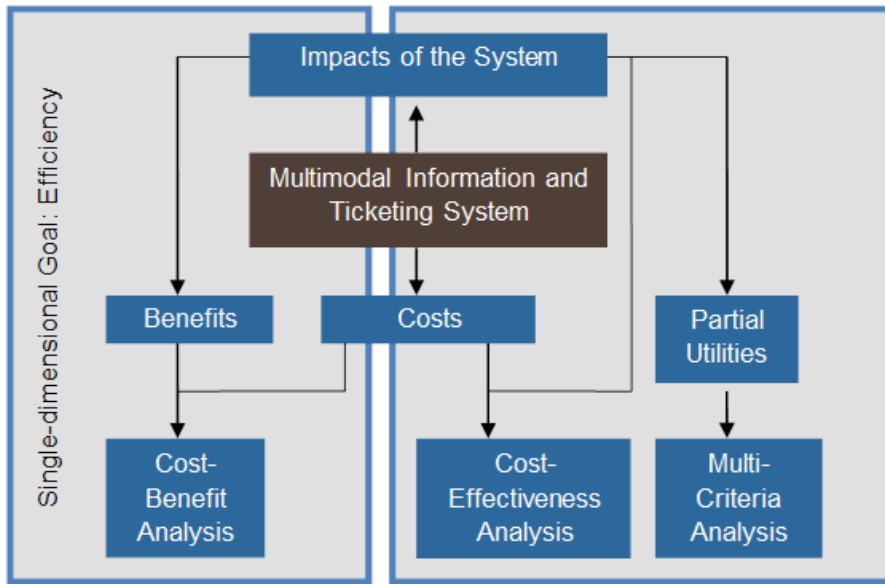 Single-dimensional Goal: Efficiency
Impacts of the System
Multimodal Information and
Ticketing System
Benefits
Costs
Partial
Utilities
Cost-
Benefit
Analysis
Cost-
Effectiveness
Analysis
Multi-
Criteria
Analysis